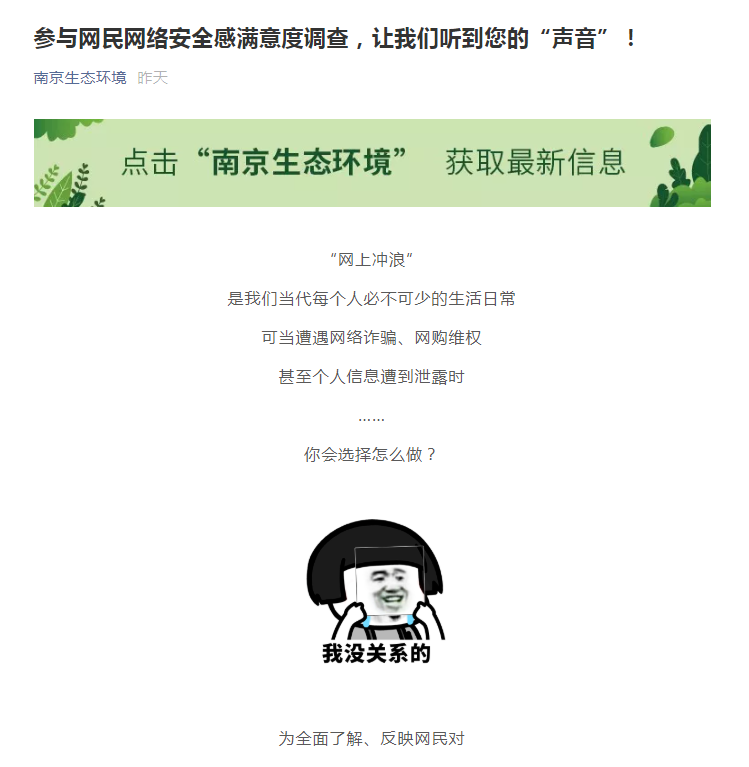 参与网民网络安全感满意度调查，让我们听到您的“声音”！
南京生态环境 昨天
点击“南京生态环境” 获取最新信息
“网上冲浪”
是我们当代每个人必不可少的生活日常
可当遭遇网络诈骗、网购维权
甚至个人信息遭到泄露时
……
你会选择怎么做？
我没关系的
为全面了解、反映网民对